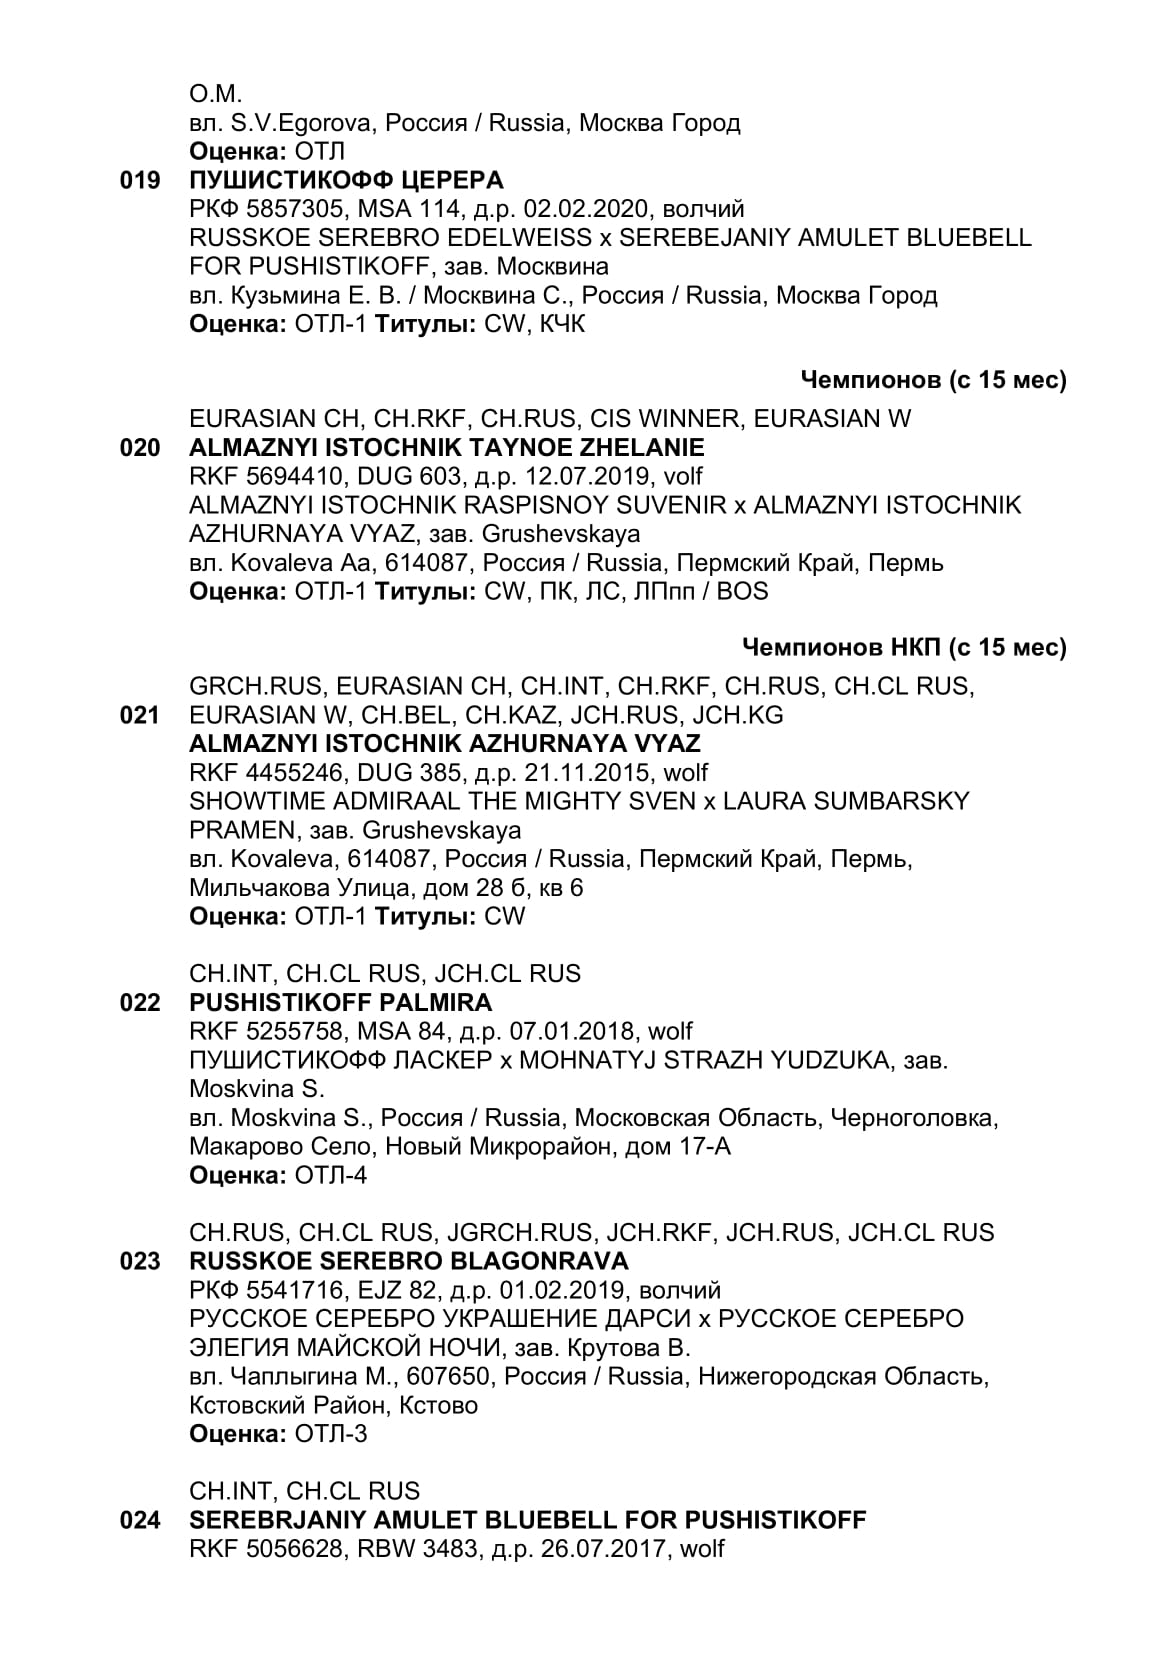 О.М.
вл. S.V.Egorova, Россия / Russia, Москва Город
Оценка: ОТЛ
019 ПУШИСТИКОФФ ЦЕРЕРА
РКФ 5857305, MSA 114, д.р. 02.02.2020, волчий
RUSSKOE SEREBRO EDELWEISS x SEREBEJANIY AMULET BLUEBELL
FOR PUSHISTIKOFF, зав. Москвина
вл. Кузьмина Е. В. / Москвина С., Россия / Russia, Москва Город
Оценка: ОТЛ-1 Титулы: CW, КЧК
Чемпионов (с 15 мес)
EURASIAN CH, CH.RKF, CH.RUS, CIS WINNER, EURASIAN W
020 ALMAZNYI ISTOCHNIK TAYNOE ZHELANIE
RKF 5694410, DUG 603, д.р. 12.07.2019, volf
ALMAZNYI ISTOCHNIK RASPISNOY SUVENIR x ALMAZNYI ISTOCHNIK
AZHURNAYA VYAZ, зав. Grushevskaya
вл. Kovaleva Aa, 614087, Россия / Russia, Пермский Край, Пермь
Оценка: ОТЛ-1 Титулы: CW, ПК, ЛС, ЛПпп / BOS
Чемпионов НКП (с 15 мес)
GRCH.RUS, EURASIAN CH, CH.INT, CH.RKF, CH.RUS, CH.CL RUS,
021 EURASIAN W, CH.BEL, CH.KAZ, JCH.RUS, JCH.KG
ALMAZNYI ISTOCHNIK AZHURNAYA VYAZ
RKF 4455246, DUG 385, д.р. 21.11.2015, wolf
SHOWTIME ADMIRAAL THE MIGHTY SVEN x LAURA SUMBARSKY
PRAMEN, зав. Grushevskaya
вл. Kovaleva, 614087, Россия / Russia, Пермский Край, Пермь,
Мильчакова Улица, дом 28 б, кв 6
Оценка: ОТЛ-1 Титулы: CW
CH.INT, CH.CL RUS, JCH.CL RUS
022 PUSHISTIKOFF PALMIRA
RKF 5255758, MSA 84, д.р. 07.01.2018, wolf
ПУШИСТИКОФФ ЛАСКЕР x MOHNATYJ STRAZH YUDZUKA, зав.
Moskvina S.
вл. Moskvina S., Россия / Russia, Московская Область, Черноголовка,
Макарово Село, Новый Микрорайон, дом 17-А
Оценка: ОТЛ-4
CH.RUS, CH.CL RUS, JGRCH.RUS, JCH.RKF, JCH.RUS, JCH.CL RUS
023 RUSSKOE SEREBRO BLAGONRAVA
РКФ 5541716, EJZ 82, д.р. 01.02.2019, волчий
РУССКОЕ СЕРЕБРО УКРАШЕНИЕ ДАРСИ x РУССКОЕ СЕРЕБРО
ЭЛЕГИЯ МАЙСКОЙ НОЧИ, зав. Крутова В.
вл. Чаплыгина М., 607650, Россия / Russia, Нижегородская Область,
Кстовский Район, Кстово
Оценка: ОТЛ-3
CH.INT, CH.CL RUS
024 SEREBRJANIY AMULET BLUEBELL FOR PUSHISTIKOFF
RKF 5056628, RBW 3483, д.р. 26.07.2017, wolf